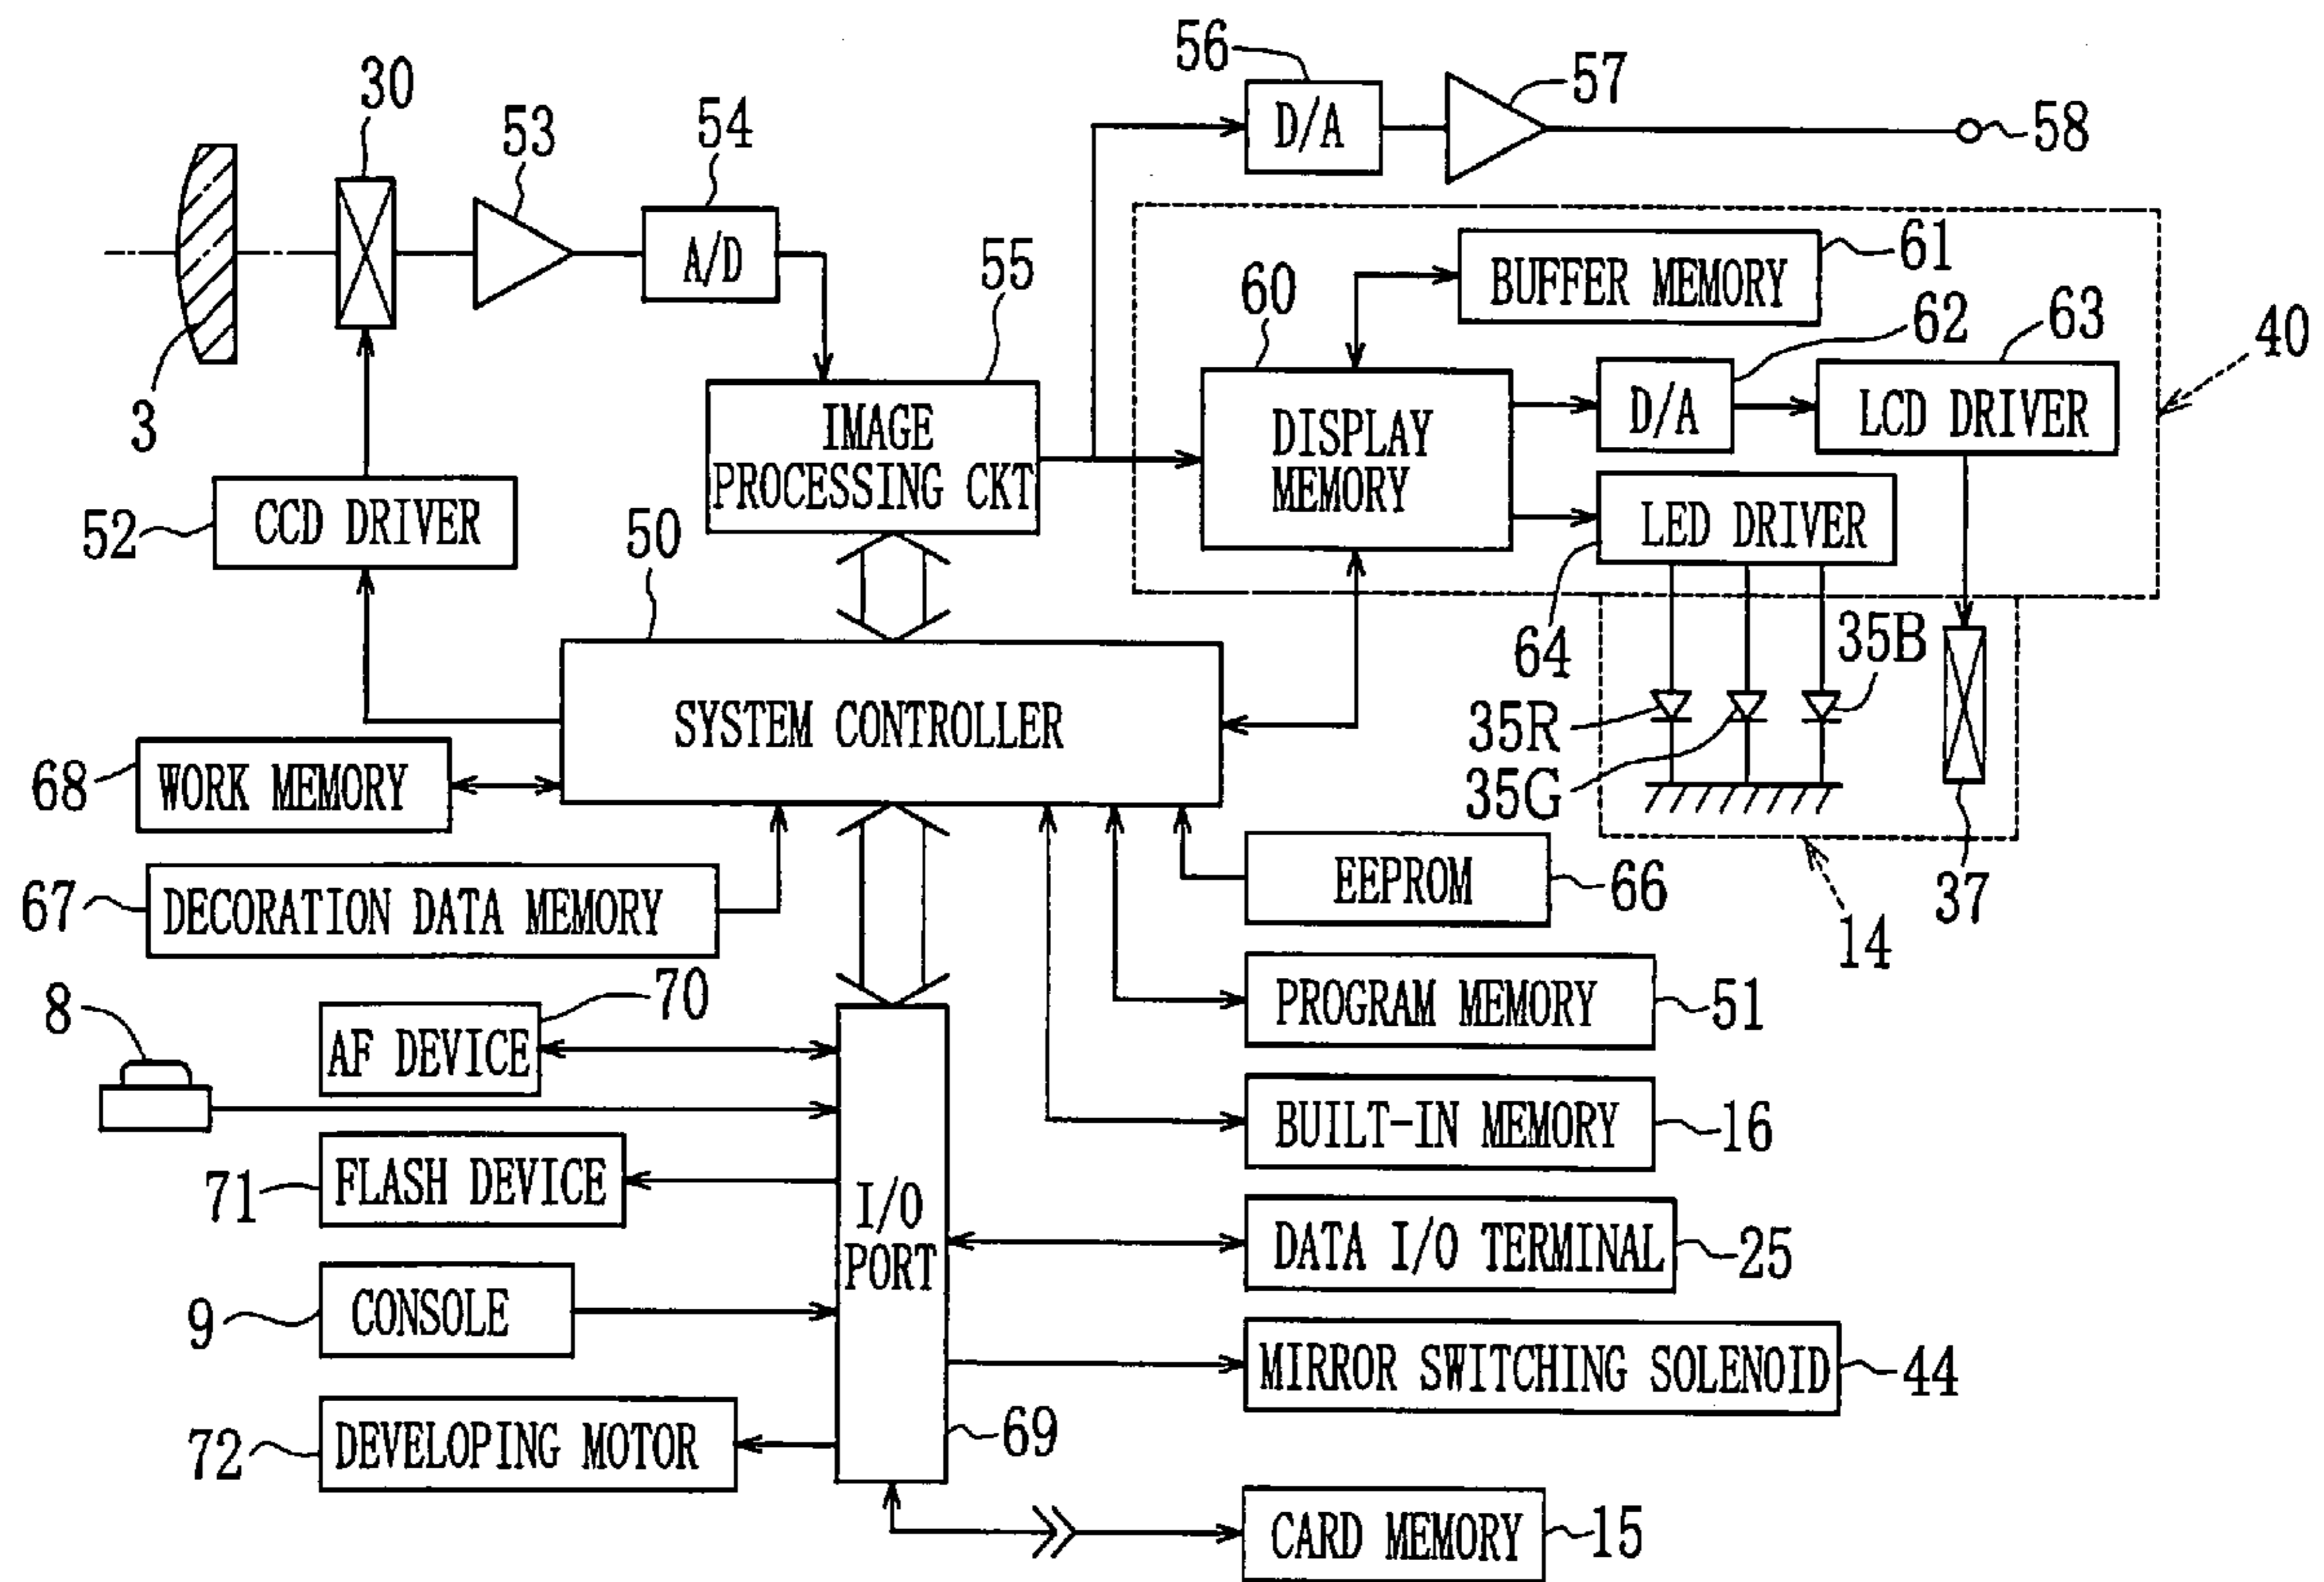 56
57
58
30
53
54
D/A
A/D
55
3
60
BUFFER MEMORY
61
62
63
40
IMAGE
PROCESSING CKT
DISPLAY
MEMORY
D/A
LCD DRIVER
52
CCD DRIVER
50
LED DRIVER
64
35R
35G
35B
37
14
SYSTEM CONTROLLER
68
WORK MEMORY
67
DECORATION DATA MEMORY
EEPROM
66
8
AF DEVICE
70
PROGRAM MEMORY
51
BUILT-IN MEMORY
16
71
FLASH DEVICE
I/O
PORT
DATA I/O TERMINAL
25
9
CONSOLE
MIRROR SWITCHING SOLENOID
44
72
DEVELOPING MOTOR
69
CARD MEMORY
15